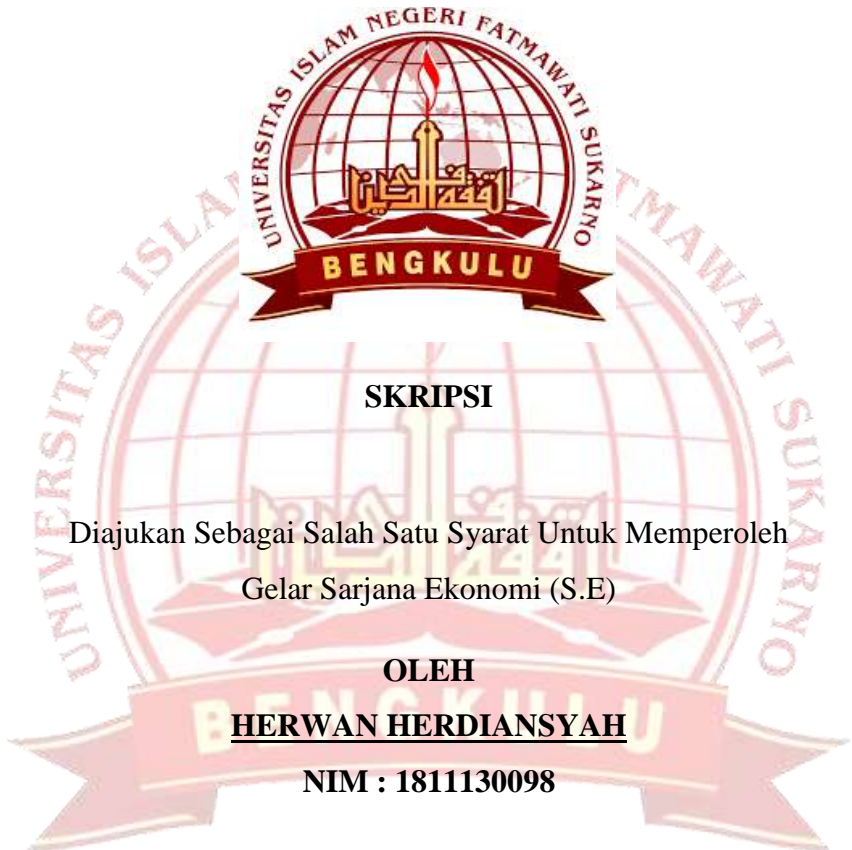 UNIVERSITAS ISLAM NEGERI FATMAWATI SUKARNO
BENGKULU
SKRIPSI
Diajukan Sebagai Salah Satu Syarat Untuk Memperoleh
Gelar Sarjana Ekonomi (S.E)
OLEH
HERWAN HERDIANSYAH
NIM : 1811130098